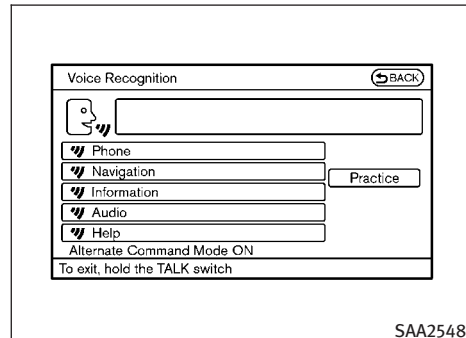 Voice Recognition
BACK
Phone
Navigation
Practice
Information
Audio
Help
Alternate Command Mode ON
To exit, hold the TALK switch
SAA2548